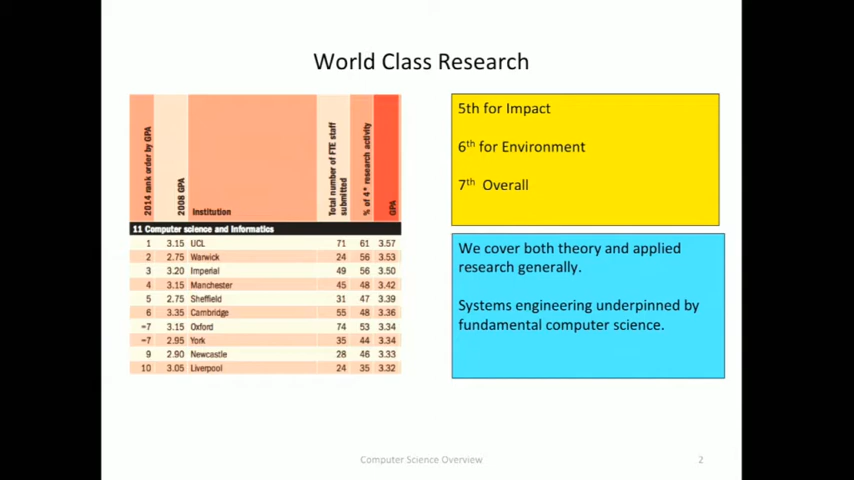 World Class Research
2014 rank order by GPA
2008 GPA
Institution
Total number of FTE staff
submitted
% of 4* research activity
GPA
11 Computer science and Informatics
1 3.15 UCL 71 61 3.57
2 2.75 Warwick 24 56 3.53
3 3.20 Imperial 49 56 3.50
4 3.15 Manchester 45 48 3.42
5 2.75 Sheffield 31 47 3.39
6 3.35 Cambridge 55 48 3.36
=7 3.15 Oxford 74 53 3.34
=7 2.95 York 35 44 3.34
9 2.90 Newcastle 28 46 3.33
10 3.05 Liverpool 24 35 3.32
5th for Impact
6th for Environment
7th Overall
We cover both theory and applied
research generally.
Systems engineering underpinned by
fundamental computer science.
Computer Science Overview
2